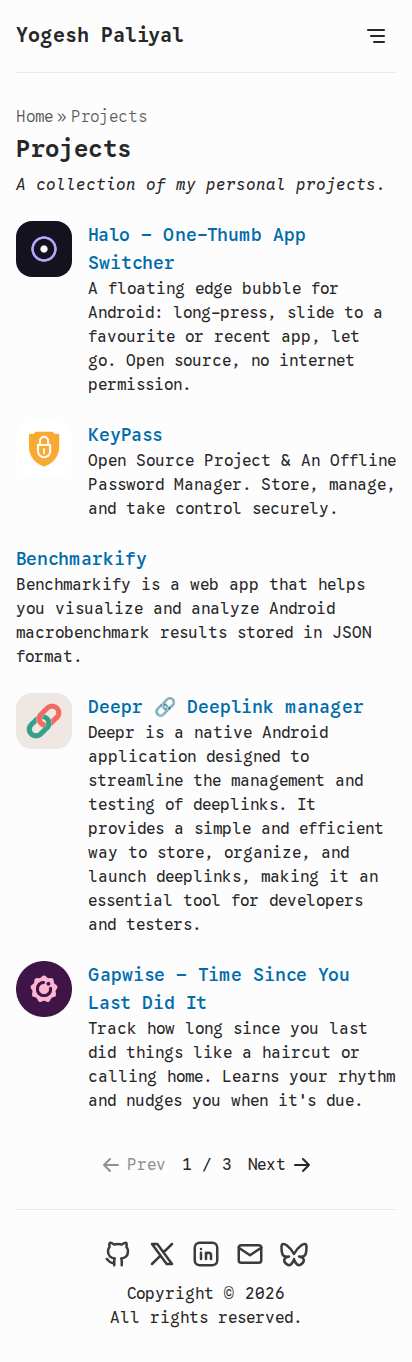 Yogesh Paliyal
Home » Projects
Projects
A collection of my personal projects.
Halo — One-Thumb App
Switcher
A floating edge bubble for
Android: long-press, slide to a
favourite or recent app, let
go. Open source, no internet
permission.
KeyPass
Open Source Project & An Offline
Password Manager. Store, manage,
and take control securely.
Benchmarkify
Benchmarkify is a web app that helps
you visualize and analyze Android
macrobenchmark results stored in JSON
format.
Deepr 🔗 Deeplink manager
Deepr is a native Android
application designed to
streamline the management and
testing of deeplinks. It
provides a simple and efficient
way to store, organize, and
launch deeplinks, making it an
essential tool for developers
and testers.
Gapwise — Time Since You
Last Did It
Track how long since you last
did things like a haircut or
calling home. Learns your rhythm
and nudges you when it's due.
← Prev 1 / 3 Next →
Copyright © 2026
All rights reserved.